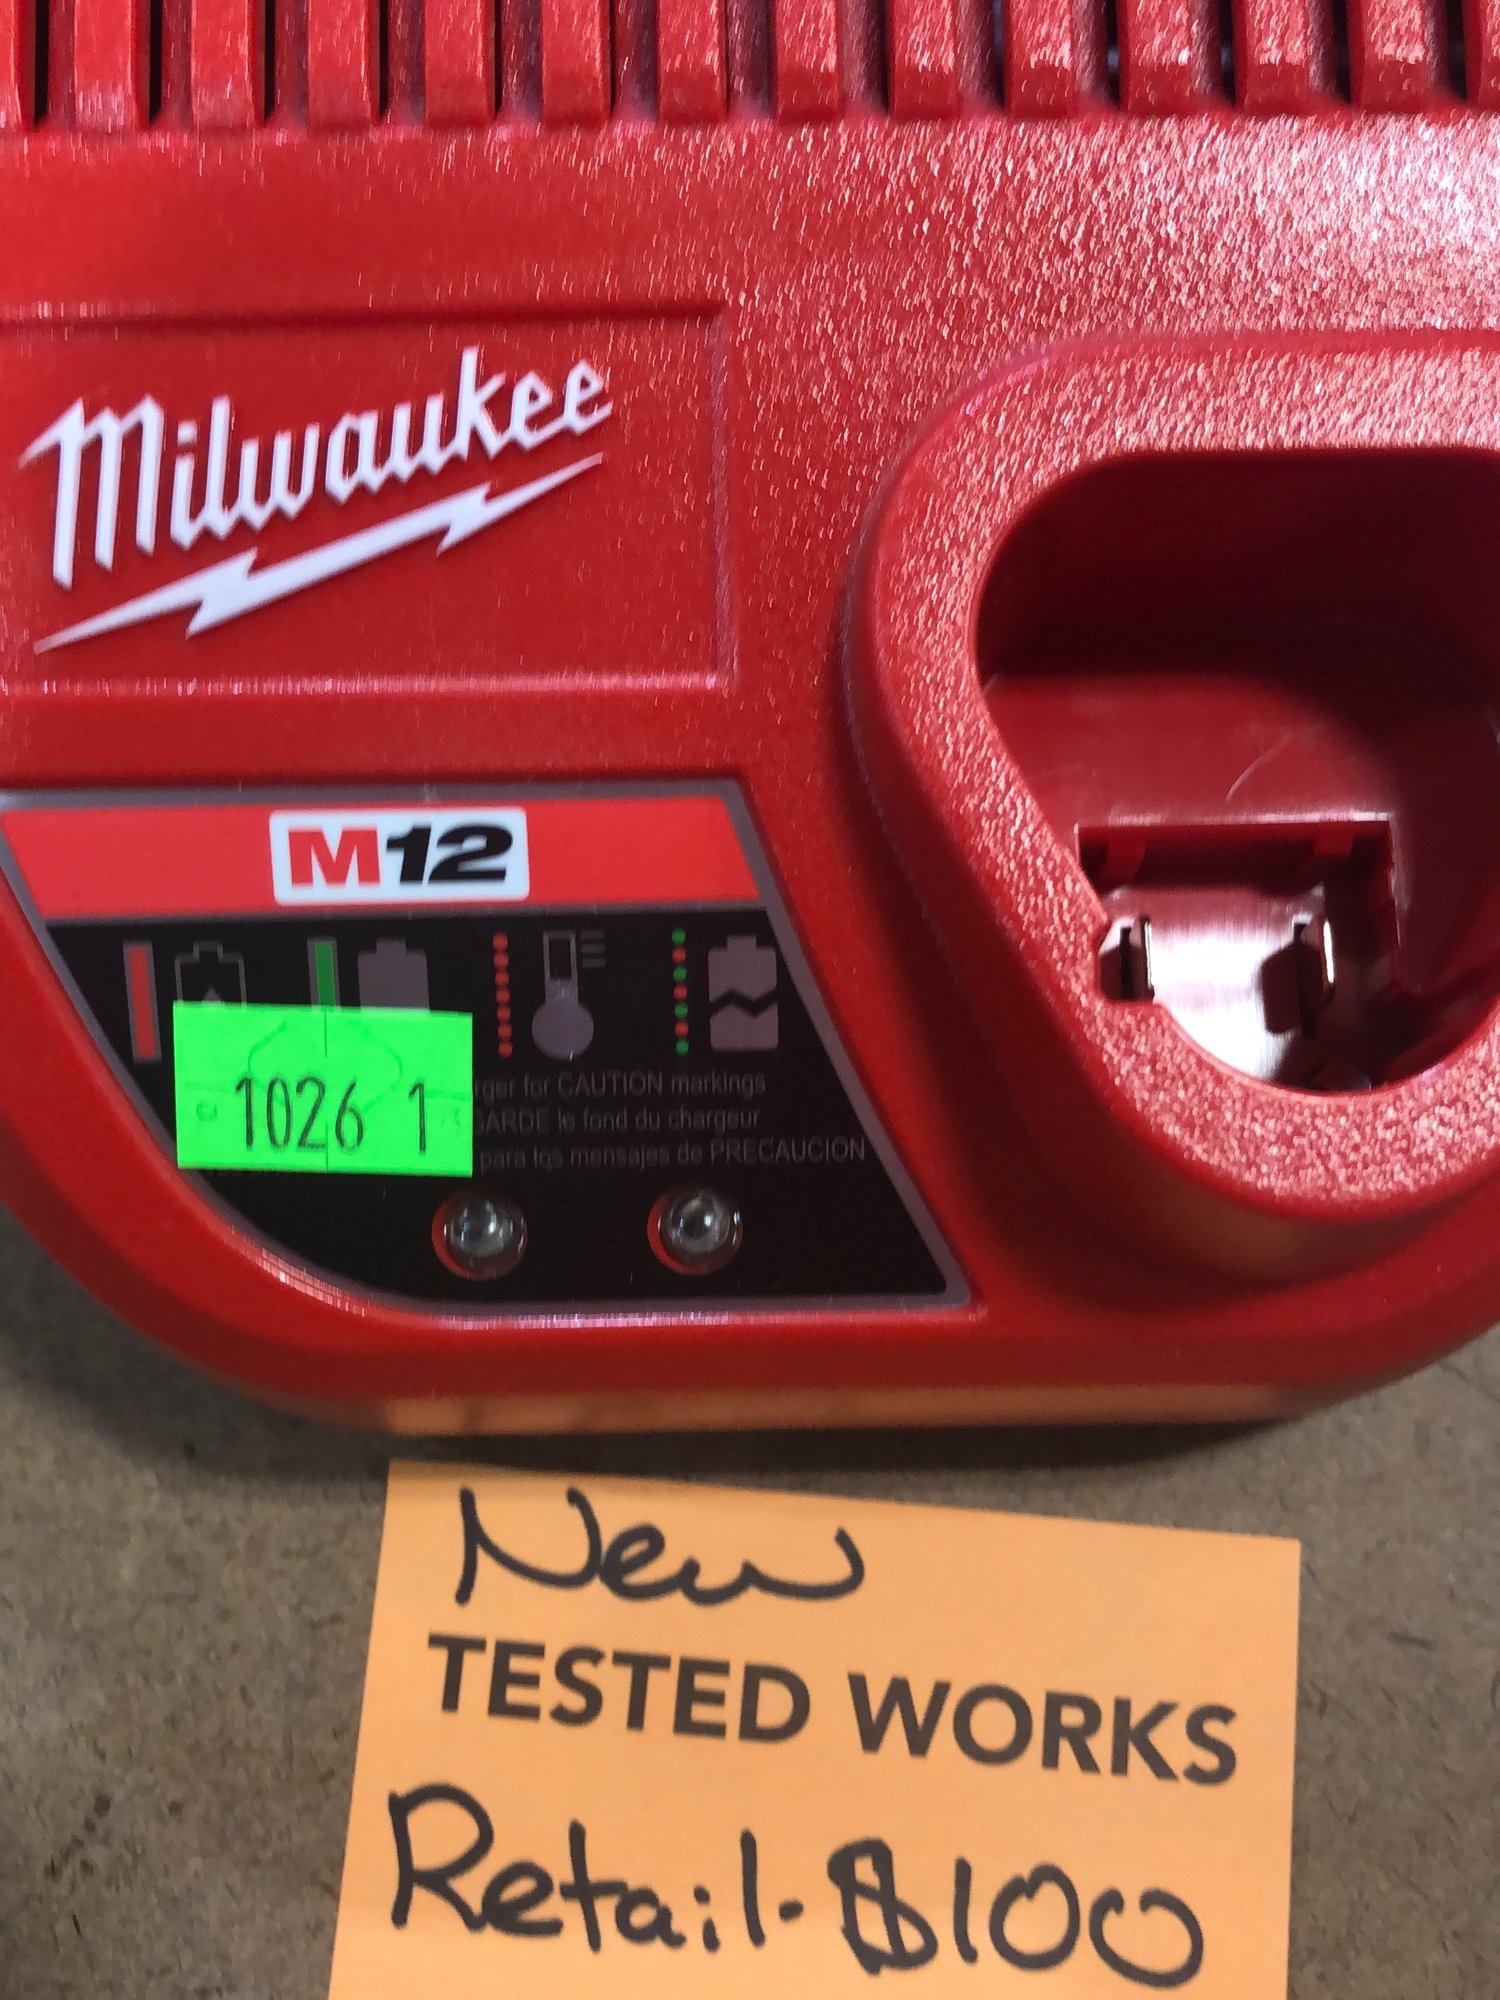 Milwaukee
M12
1026 1
rger for CAUTION markings
GARDE le fond du chargeur
para los mensajes de PRECAUCION
New
TESTED WORKS
Retail-$100